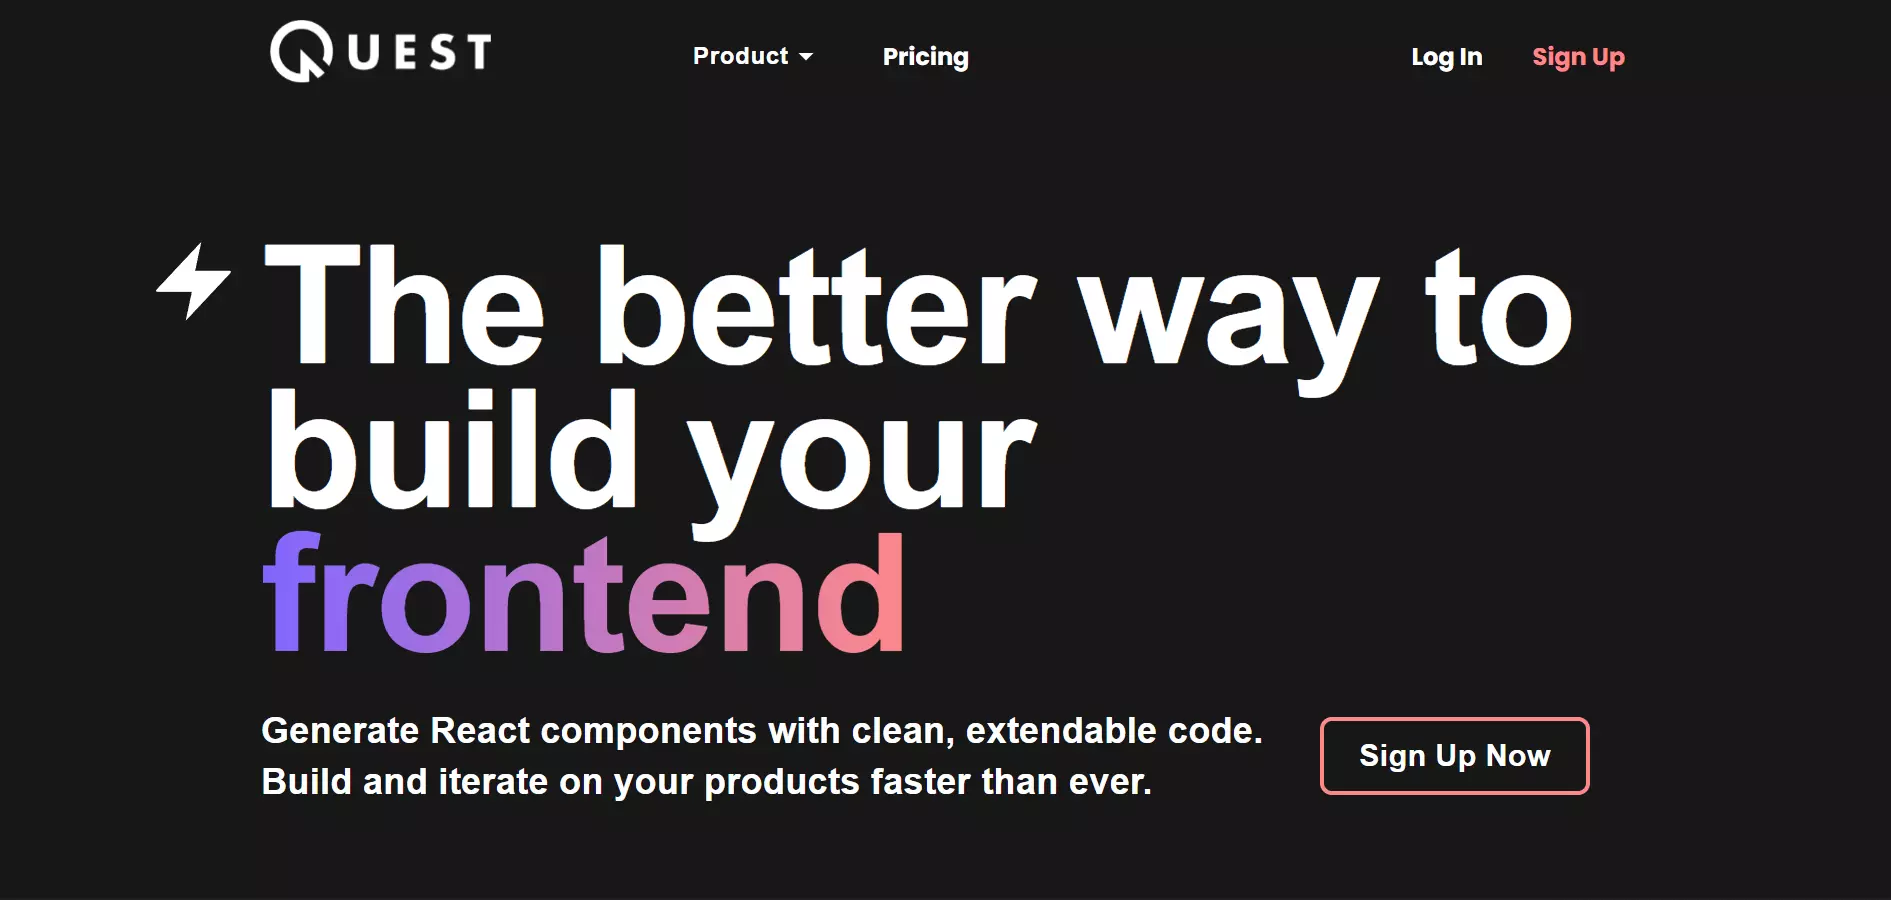 QUEST
Product
Pricing
Log In
Sign Up
The better way to
build your
frontend
Generate React components with clean, extendable code.
Build and iterate on your products faster than ever.
Sign Up Now